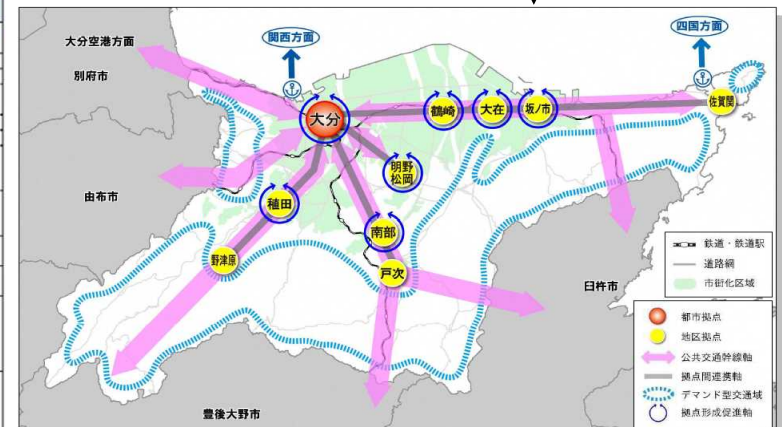 大分空港方面
別府市
関西方面
四国方面
大分
鶴崎
大在
坂ノ市
佐賀関
明野
松岡
由布市
稙田
南部
野津原
戸次
臼杵市
豊後大野市
鉄道・鉄道駅
道路網
市街化区域
都市拠点
地区拠点
公共交通幹線軸
拠点間連携軸
デマンド型交通域
拠点形成促進軸